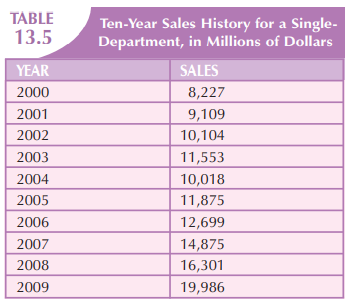 TABLE
13.5
Ten-Year Sales History for a Single-
Department, in Millions of Dollars
YEAR SALES
2000 8,227
2001 9,109
2002 10,104
2003 11,553
2004 10,018
2005 11,875
2006 12,699
2007 14,875
2008 16,301
2009 19,986